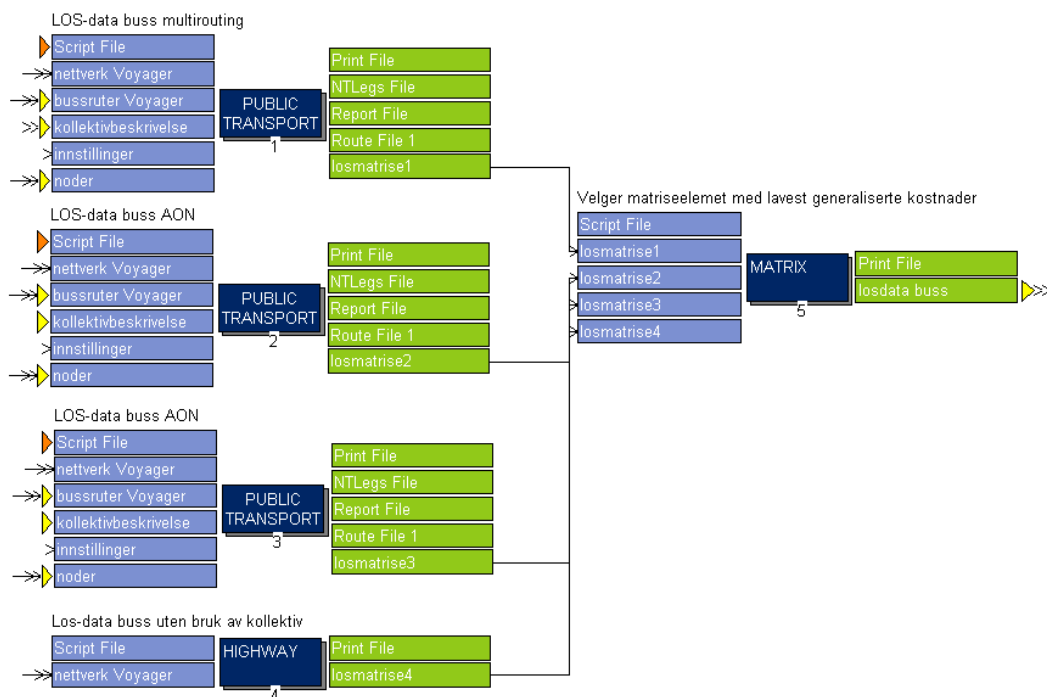 LOS-data buss multirouting
Script File
nettverk Voyager
bussruter Voyager
kollektivbeskrivelse
innstillinger
noder
PUBLIC
TRANSPORT
1
Print File
NTLegs File
Report File
Route File 1
losmatrise1
LOS-data buss AON
Script File
nettverk Voyager
bussruter Voyager
kollektivbeskrivelse
innstillinger
noder
PUBLIC
TRANSPORT
2
Print File
NTLegs File
Report File
Route File 1
losmatrise2
LOS-data buss AON
Script File
nettverk Voyager
bussruter Voyager
kollektivbeskrivelse
innstillinger
noder
PUBLIC
TRANSPORT
3
Print File
NTLegs File
Report File
Route File 1
losmatrise3
Los-data buss uten bruk av kollektiv
Script File
nettverk Voyager
HIGHWAY
4
Print File
losmatrise4
Velger matriseelemet med lavest generaliserte kostnader
Script File
losmatrise1
losmatrise2
losmatrise3
losmatrise4
MATRIX
5
Print File
losdata buss